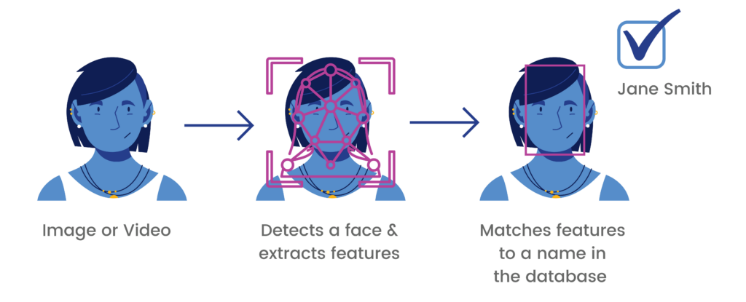 Jane Smith
Image or Video
Detects a face &
extracts features
Matches features
to a name in
the database